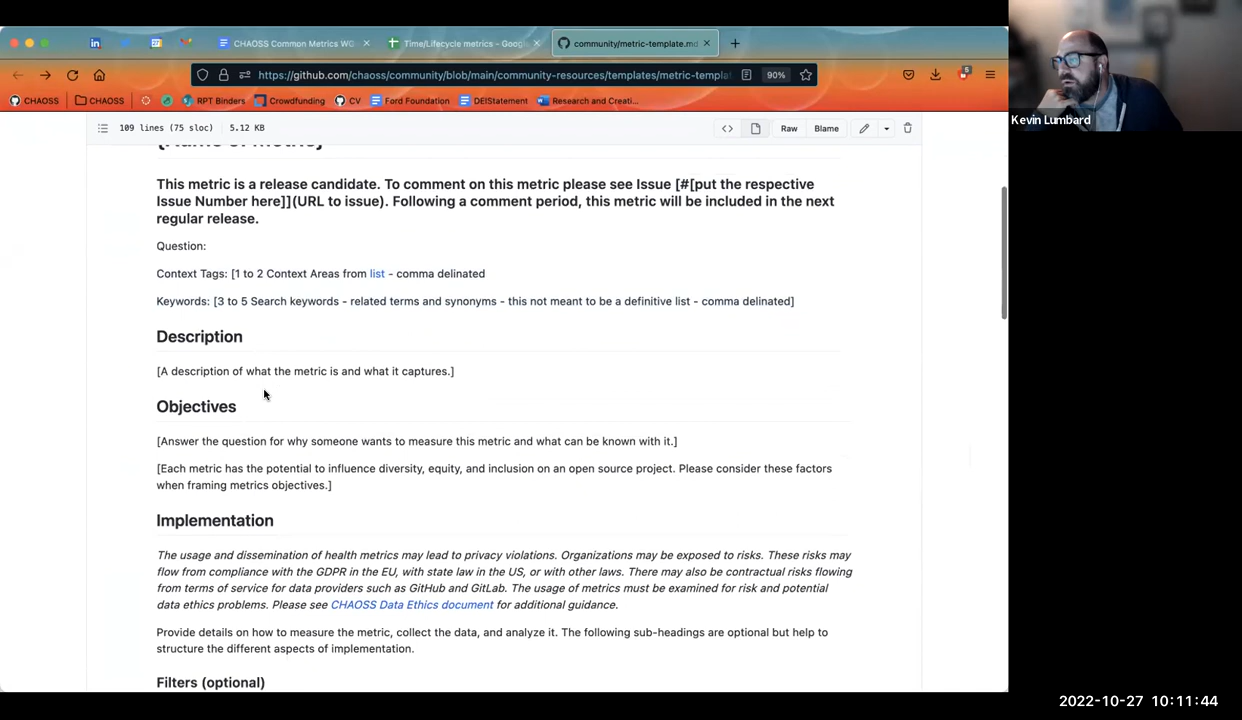 CHAOSS Common Metrics WG
Time/Lifecycle metrics - Goog
community/metric-template.md
https://github.com/chaoss/community/blob/main/community-resources/templates/metric-templa
90%
5
CHAOSS
CHAOSS
RPT Binders
Crowdfunding
CV
Ford Foundation
DEIStatement
Research and Creati...
109 lines (75 sloc)
5.12 KB
Raw
Blame
[Name of metric]
This metric is a release candidate. To comment on this metric please see Issue [#[put the respective
Issue Number here]](URL to issue). Following a comment period, this metric will be included in the next
regular release.
Question:
Context Tags: [1 to 2 Context Areas from list - comma delinated
Keywords: [3 to 5 Search keywords - related terms and synonyms - this not meant to be a definitive list - comma delinated]
Description
[A description of what the metric is and what it captures.]
Objectives
[Answer the question for why someone wants to measure this metric and what can be known with it.]
[Each metric has the potential to influence diversity, equity, and inclusion on an open source project. Please consider these factors
when framing metrics objectives.]
Implementation
The usage and dissemination of health metrics may lead to privacy violations. Organizations may be exposed to risks. These risks may
flow from compliance with the GDPR in the EU, with state law in the US, or with other laws. There may also be contractual risks flowing
from terms of service for data providers such as GitHub and GitLab. The usage of metrics must be examined for risk and potential
data ethics problems. Please see CHAOSS Data Ethics document for additional guidance.
Provide details on how to measure the metric, collect the data, and analyze it. The following sub-headings are optional but help to
structure the different aspects of implementation.
Filters (optional)
Kevin Lumbard
2022-10-27 10:11:44